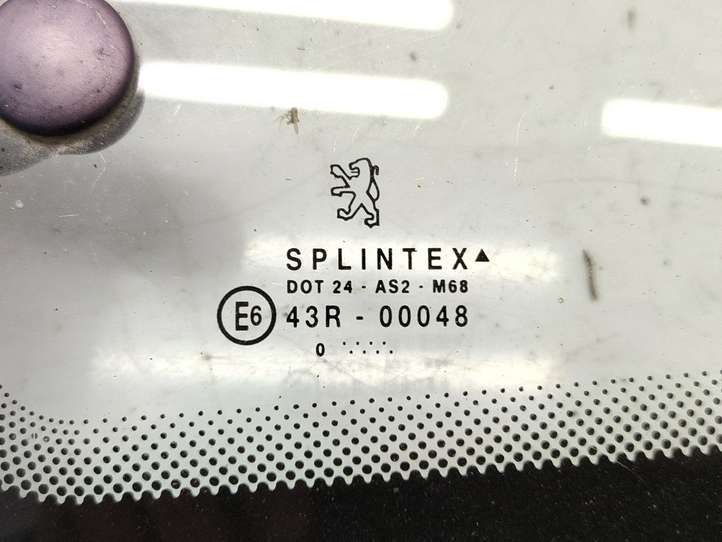 SPLINTEX▲
DOT 24 - AS2 - M68
E6 43R - 00048
0